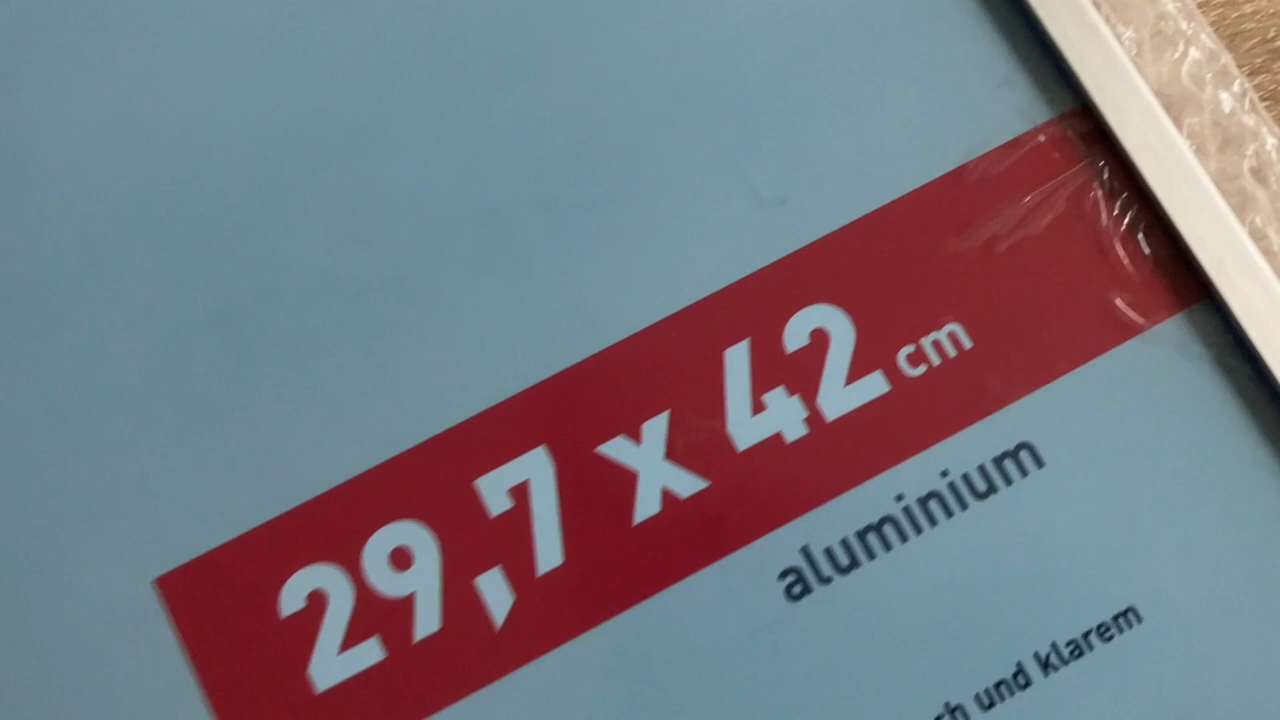 29,7 x 42 cm
aluminium
und klarem